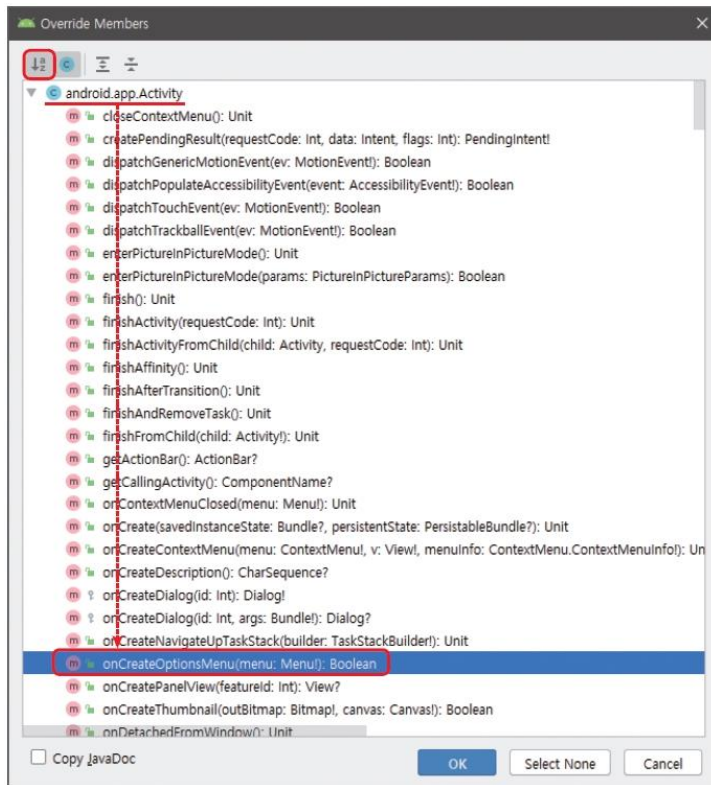 Override Members
android.app.Activity
closeContextMenu(): Unit
createPendingResult(requestCode: Int, data: Intent, flags: Int): PendingIntent!
dispatchGenericMotionEvent(ev: MotionEvent!): Boolean
dispatchPopulateAccessibilityEvent(event: AccessibilityEvent!): Boolean
dispatchTouchEvent(ev: MotionEvent!): Boolean
dispatchTrackballEvent(ev: MotionEvent!): Boolean
enterPictureInPictureMode(): Unit
enterPictureInPictureMode(params: PictureInPictureParams): Boolean
finish(): Unit
finishActivity(requestCode: Int): Unit
finishActivityFromChild(child: Activity, requestCode: Int): Unit
finishAffinity(): Unit
finishAfterTransition(): Unit
finishAndRemoveTask(): Unit
finishFromChild(child: Activity!): Unit
getActionBar(): ActionBar?
getCallingActivity(): ComponentName?
onContextMenuClosed(menu: Menu!): Unit
onCreate(savedInstanceState: Bundle?, persistentState: PersistableBundle?): Unit
onCreateContextMenu(menu: ContextMenu!, v: View!, menuInfo: ContextMenu.ContextMenuInfo!): Un
onCreateDescription(): CharSequence?
onCreateDialog(id: Int): Dialog!
onCreateDialog(id: Int, args: Bundle!): Dialog?
onCreateNavigateUpTaskStack(builder: TaskStackBuilder!): Unit
onCreateOptionsMenu(menu: Menu!): Boolean
onCreatePanelView(featureId: Int): View?
onCreateThumbnail(outBitmap: Bitmap!, canvas: Canvas!): Boolean
onDetachedFromWindow(): Unit
Copy JavaDoc
OK
Select None
Cancel